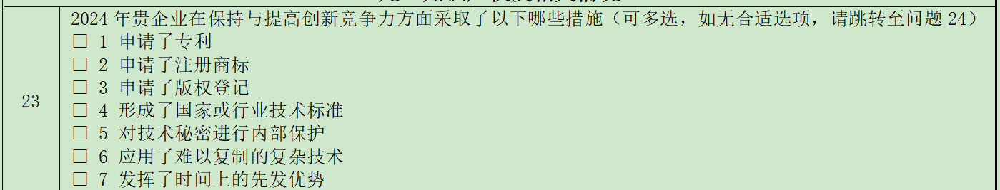 2024 年贵企业在保持与提高创新竞争力方面采取了以下哪些措施（可多选，如无合适选项，请跳转至问题 24）
□ 1 申请了专利
□ 2 申请了注册商标
□ 3 申请了版权登记
23
□ 4 形成了国家或行业技术标准
□ 5 对技术秘密进行内部保护
□ 6 应用了难以复制的复杂技术
□ 7 发挥了时间上的先发优势